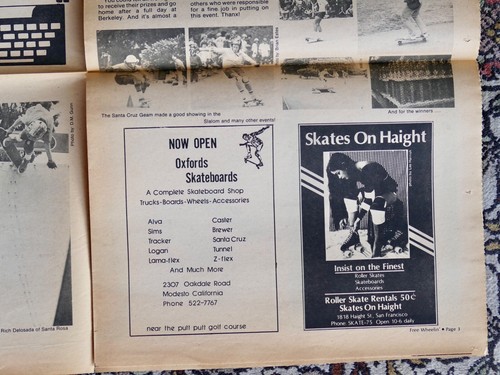 to receive their prizes and go
home after a full day at
Berkeley. And it's almost a
others who were responsible
for a fine job in putting on
this event. Thanx!
The Santa Cruz Geam made a good showing in the
Slalom and many other events!
And for the winners . . .
Rich Delosada of Santa Rosa
NOW OPEN
Oxfords
Skateboards
A Complete Skateboard Shop
Trucks-Boards-Wheels-Accessories
Alva Caster
Sims Brewer
Tracker Santa Cruz
Logan Tunnel
Lama-flex Z-flex
And Much More
2307 Oakdale Road
Modesto California
Phone 522-7767
near the putt putt golf course
Skates On Haight
Insist on the Finest
Roller Skates
Skateboards
Accessories
Roller Skate Rentals 50¢
Skates On Haight
1818 Haight St., San Francisco
Phone: SKATE-75 Open 10-6 daily
Free Wheelin' • Page 3